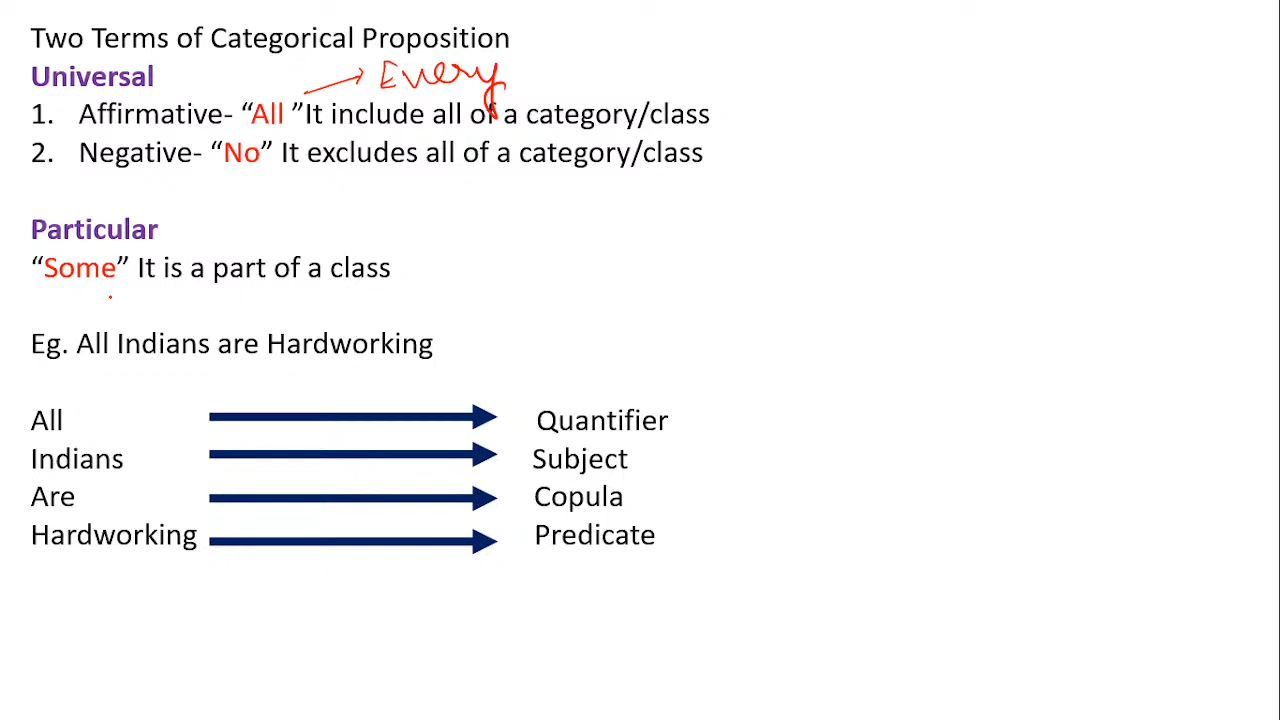 Two Terms of Categorical Proposition
Universal
Every
1. Affirmative- “All ”It include all of a category/class
2. Negative- “No” It excludes all of a category/class
Particular
“Some” It is a part of a class
Eg. All Indians are Hardworking
All Quantifier
Indians Subject
Are Copula
Hardworking Predicate